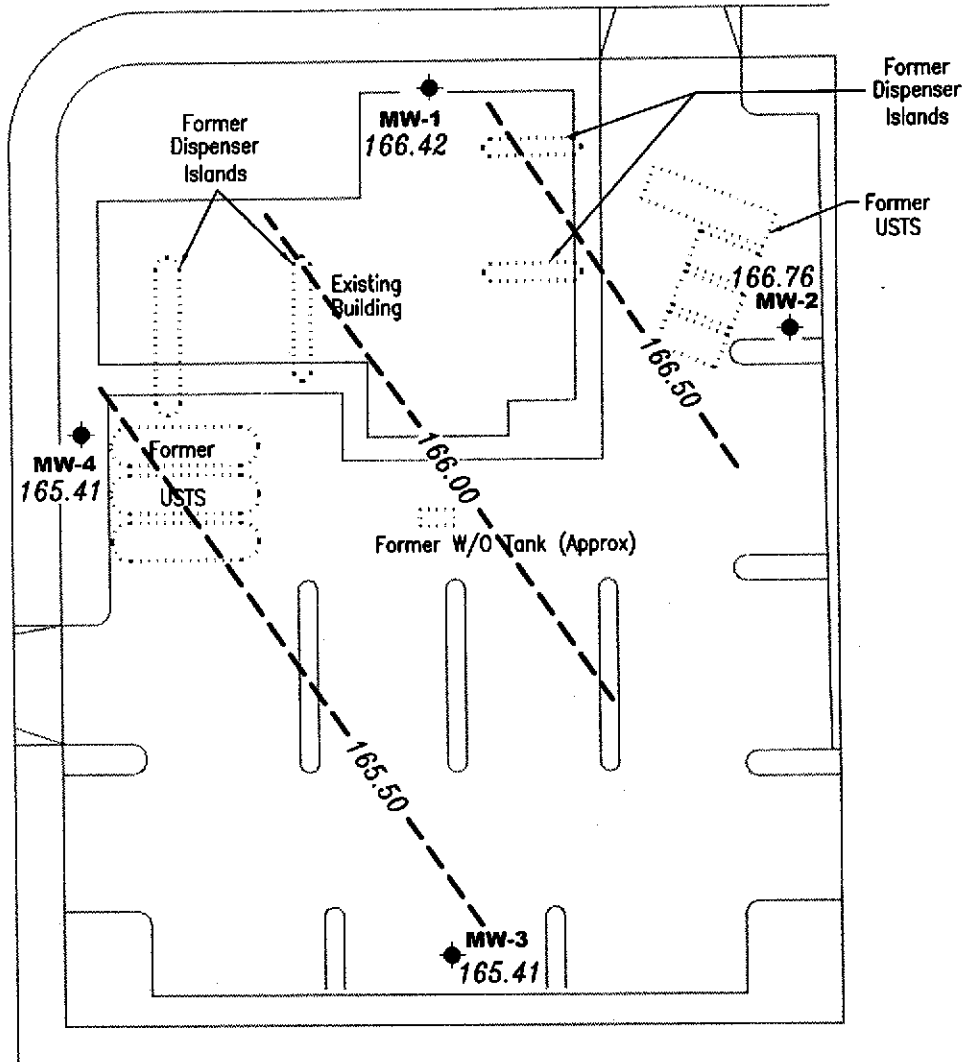 Former
Dispenser
Islands
MW-1
166.42
Former
Dispenser
Islands
Former
USTS
166.76
MW-2
Existing
Building
166.50
MW-4
165.41
Former
USTS
166.00
Former W/O Tank (Approx)
165.50
MW-3
165.41